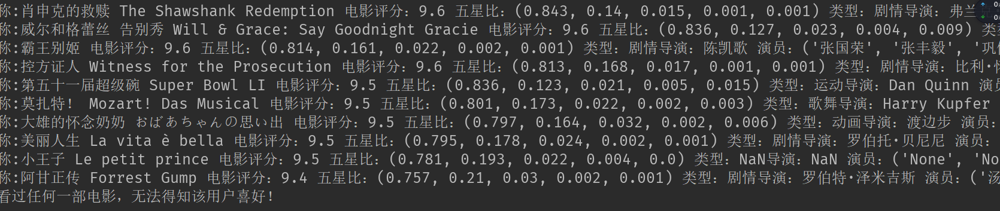 称:肖申克的救赎 The Shawshank Redemption 电影评分：9.6 五星比：(0.843, 0.14, 0.015, 0.001, 0.001) 类型：剧情导演：弗兰
称:威尔和格蕾丝 告别秀 Will & Grace: Say Goodnight Gracie 电影评分：9.6 五星比：(0.836, 0.127, 0.023, 0.004, 0.009) 类型
称:霸王别姬 电影评分：9.6 五星比：(0.814, 0.161, 0.022, 0.002, 0.001) 类型：剧情导演：陈凯歌 演员：('张国荣', '张丰毅', '巩
称:控方证人 Witness for the Prosecution 电影评分：9.6 五星比：(0.813, 0.168, 0.017, 0.001, 0.001) 类型：剧情导演：比利·
称:第五十一届超级碗 Super Bowl LI 电影评分：9.5 五星比：(0.836, 0.123, 0.021, 0.005, 0.015) 类型：运动导演：Dan Quinn 演员
称:莫扎特！ Mozart! Das Musical 电影评分：9.5 五星比：(0.801, 0.173, 0.022, 0.002, 0.003) 类型：歌舞导演：Harry Kupfer
称:大雄的怀念奶奶 おばあちゃんの思い出 电影评分：9.5 五星比：(0.797, 0.164, 0.032, 0.002, 0.006) 类型：动画导演：渡边步 演员：
称:美丽人生 La vita è bella 电影评分：9.5 五星比：(0.795, 0.178, 0.024, 0.002, 0.001) 类型：剧情导演：罗伯托·贝尼尼 演员：
称:小王子 Le petit prince 电影评分：9.5 五星比：(0.781, 0.193, 0.022, 0.004, 0.0) 类型：NaN导演：NaN 演员：('None', 'No
称:阿甘正传 Forrest Gump 电影评分：9.4 五星比：(0.757, 0.21, 0.03, 0.002, 0.001) 类型：剧情导演：罗伯特·泽米吉斯 演员：('汤
看过任何一部电影，无法得知该用户喜好！